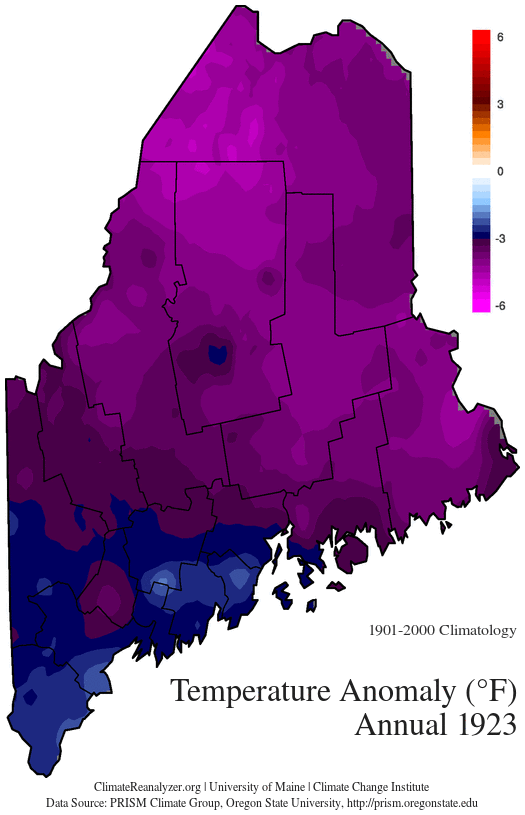 6
3
0
-3
-6
1901-2000 Climatology
Temperature Anomaly (°F)
Annual 1923
ClimateReanalyzer.org | University of Maine | Climate Change Institute
Data Source: PRISM Climate Group, Oregon State University, http://prism.oregonstate.edu